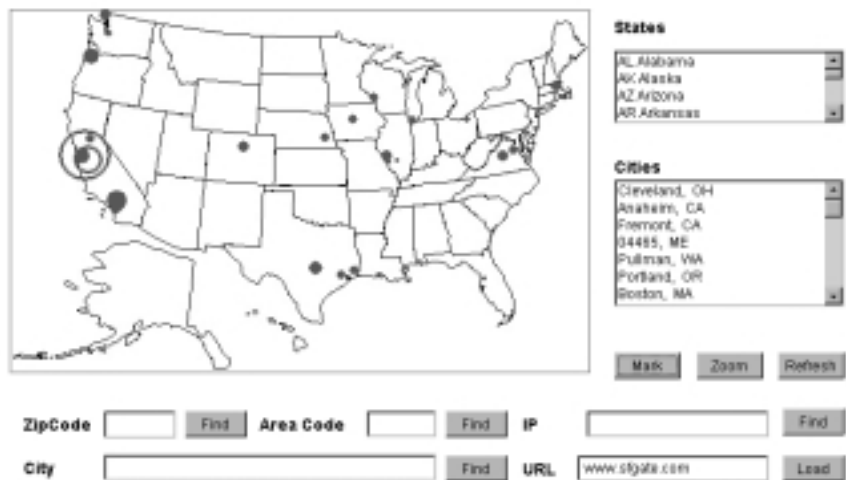 States
AL Alabama
AK Alaska
AZ Arizona
AR Arkansas
Cities
Cleveland, OH
Anaheim, CA
Fremont, CA
04465, ME
Pullman, WA
Portland, OR
Boston, MA
Mark Zoom Refresh
ZipCode Find Area Code Find IP Find
City Find URL www.sfgate.com Load